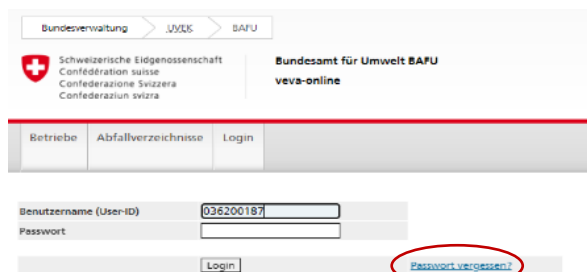 Bundesverwaltung UVEK BAFU
Schweizerische Eidgenossenschaft
Confédération suisse
Confederazione Svizzera
Confederaziun svizra
Bundesamt für Umwelt BAFU
veva-online
Betriebe Abfallverzeichnisse Login
Benutzername (User-ID) 036200187
Passwort
Login Passwort vergessen?